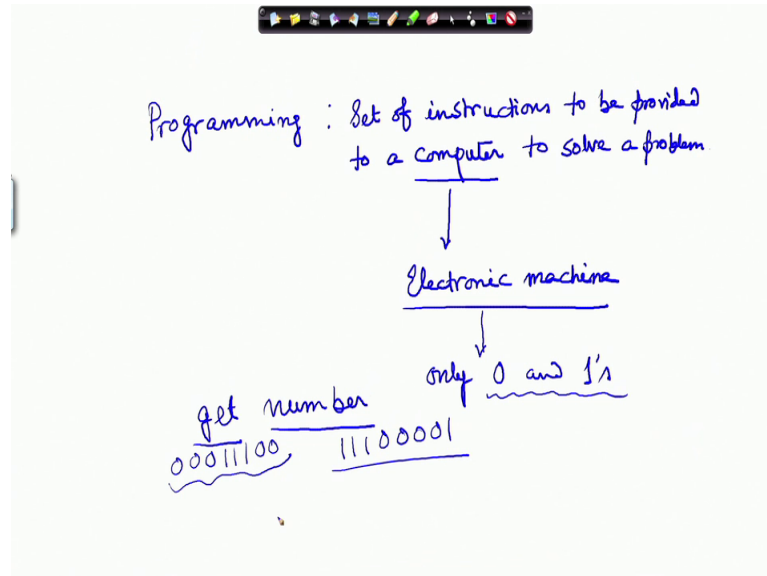 Programming : Set of instructions to be provided
to a computer to solve a problem
Electronic machine
only 0 and 1's
get number
00011100 11100001